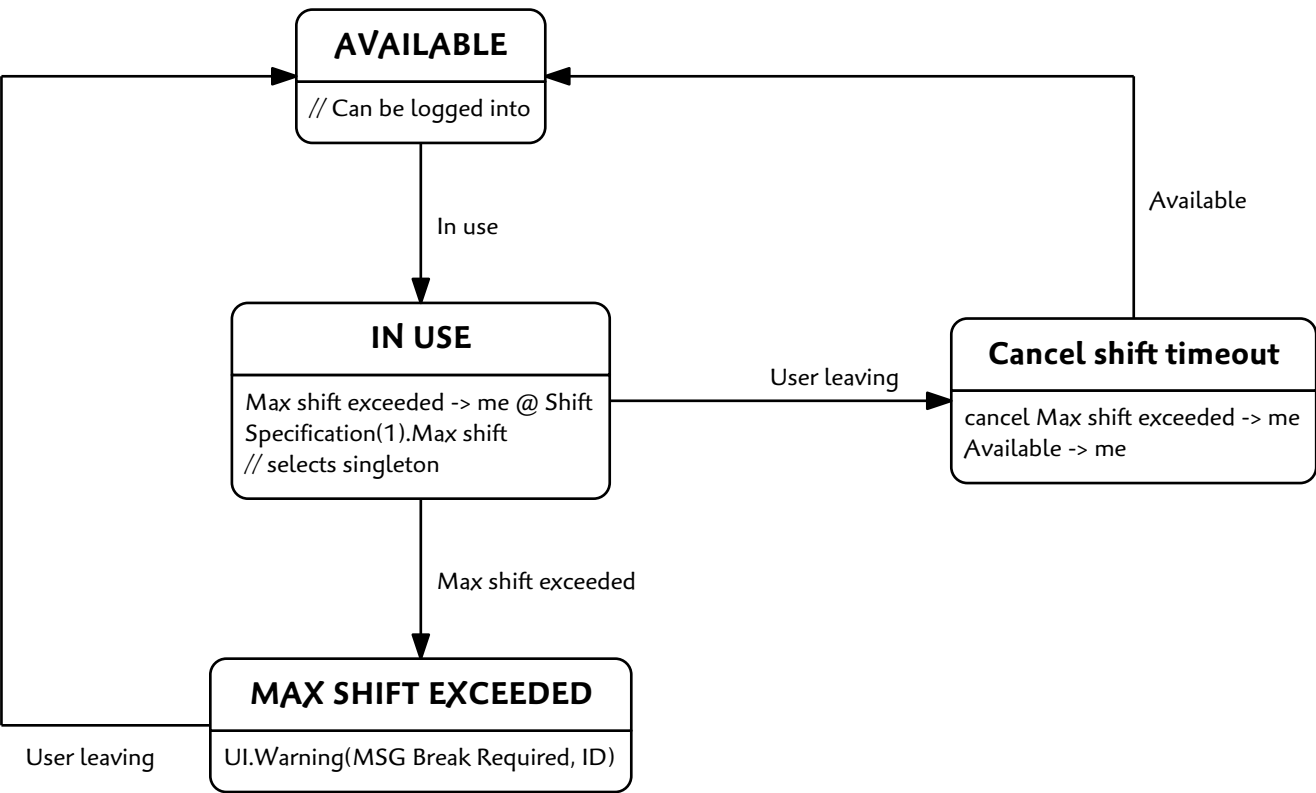 AVAILABLE
// Can be logged into
Available
In use
IN USE
Max shift exceeded -> me @ Shift
Specification(1).Max shift
// selects singleton
User leaving
Cancel shift timeout
cancel Max shift exceeded -> me
Available -> me
Max shift exceeded
MAX SHIFT EXCEEDED
UI.Warning(MSG Break Required, ID)
User leaving